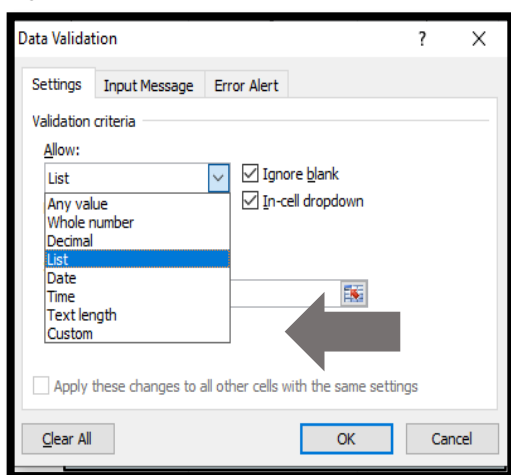 Data Validation ? X
Settings Input Message Error Alert
Validation criteria
Allow:
List Ignore blank
In-cell dropdown
Any value
Whole number
Decimal
List
Date
Time
Text length
Custom
Apply these changes to all other cells with the same settings
Clear All OK Cancel